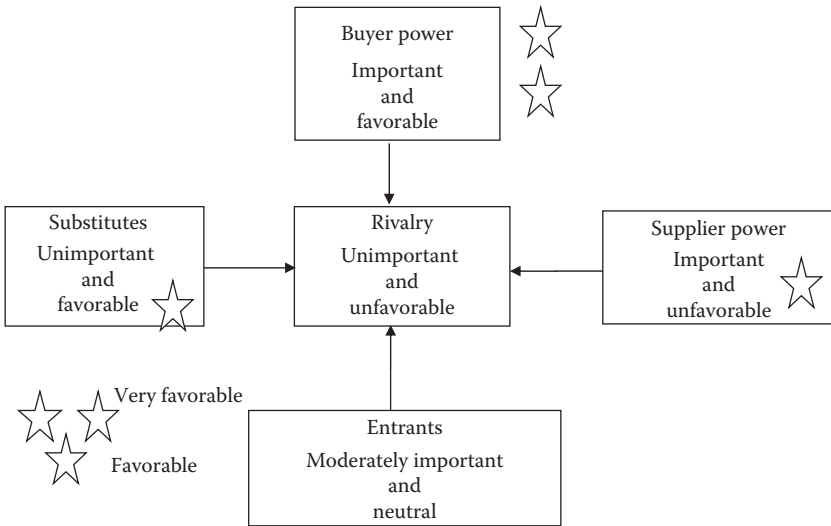 Buyer power
Important
and
favorable
Substitutes
Unimportant
and
favorable
Rivalry
Unimportant
and
unfavorable
Supplier power
Important
and
unfavorable
Very favorable
Favorable
Entrants
Moderately important
and
neutral